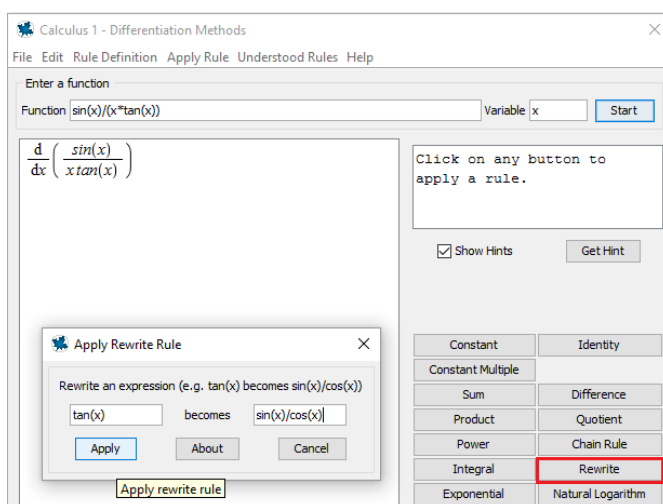 Calculus 1 - Differentiation Methods
File Edit Rule Definition Apply Rule Understood Rules Help
Enter a function
Function sin(x)/(x*tan(x)) Variable x Start
d/dx ( sin(x) / x tan(x) )
Click on any button to
apply a rule.
Show Hints Get Hint
Apply Rewrite Rule
Rewrite an expression (e.g. tan(x) becomes sin(x)/cos(x))
tan(x) becomes sin(x)/cos(x)
Apply About Cancel
Apply rewrite rule
Constant Identity
Constant Multiple
Sum Difference
Product Quotient
Power Chain Rule
Integral Rewrite
Exponential Natural Logarithm